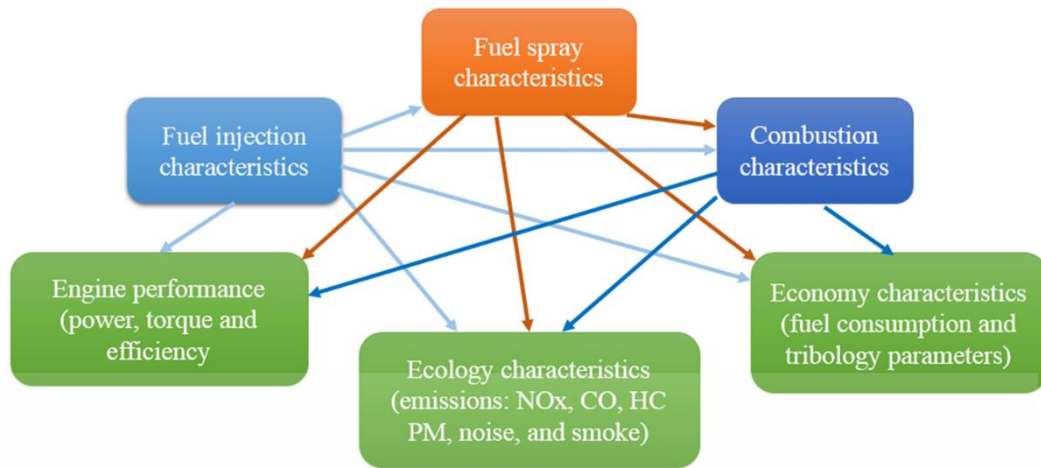 Fuel spray
characteristics
Fuel injection
characteristics
Combustion
characteristics
Engine performance
(power, torque and
efficiency
Ecology characteristics
(emissions: NOx, CO, HC
PM, noise, and smoke)
Economy characteristics
(fuel consumption and
tribology parameters)